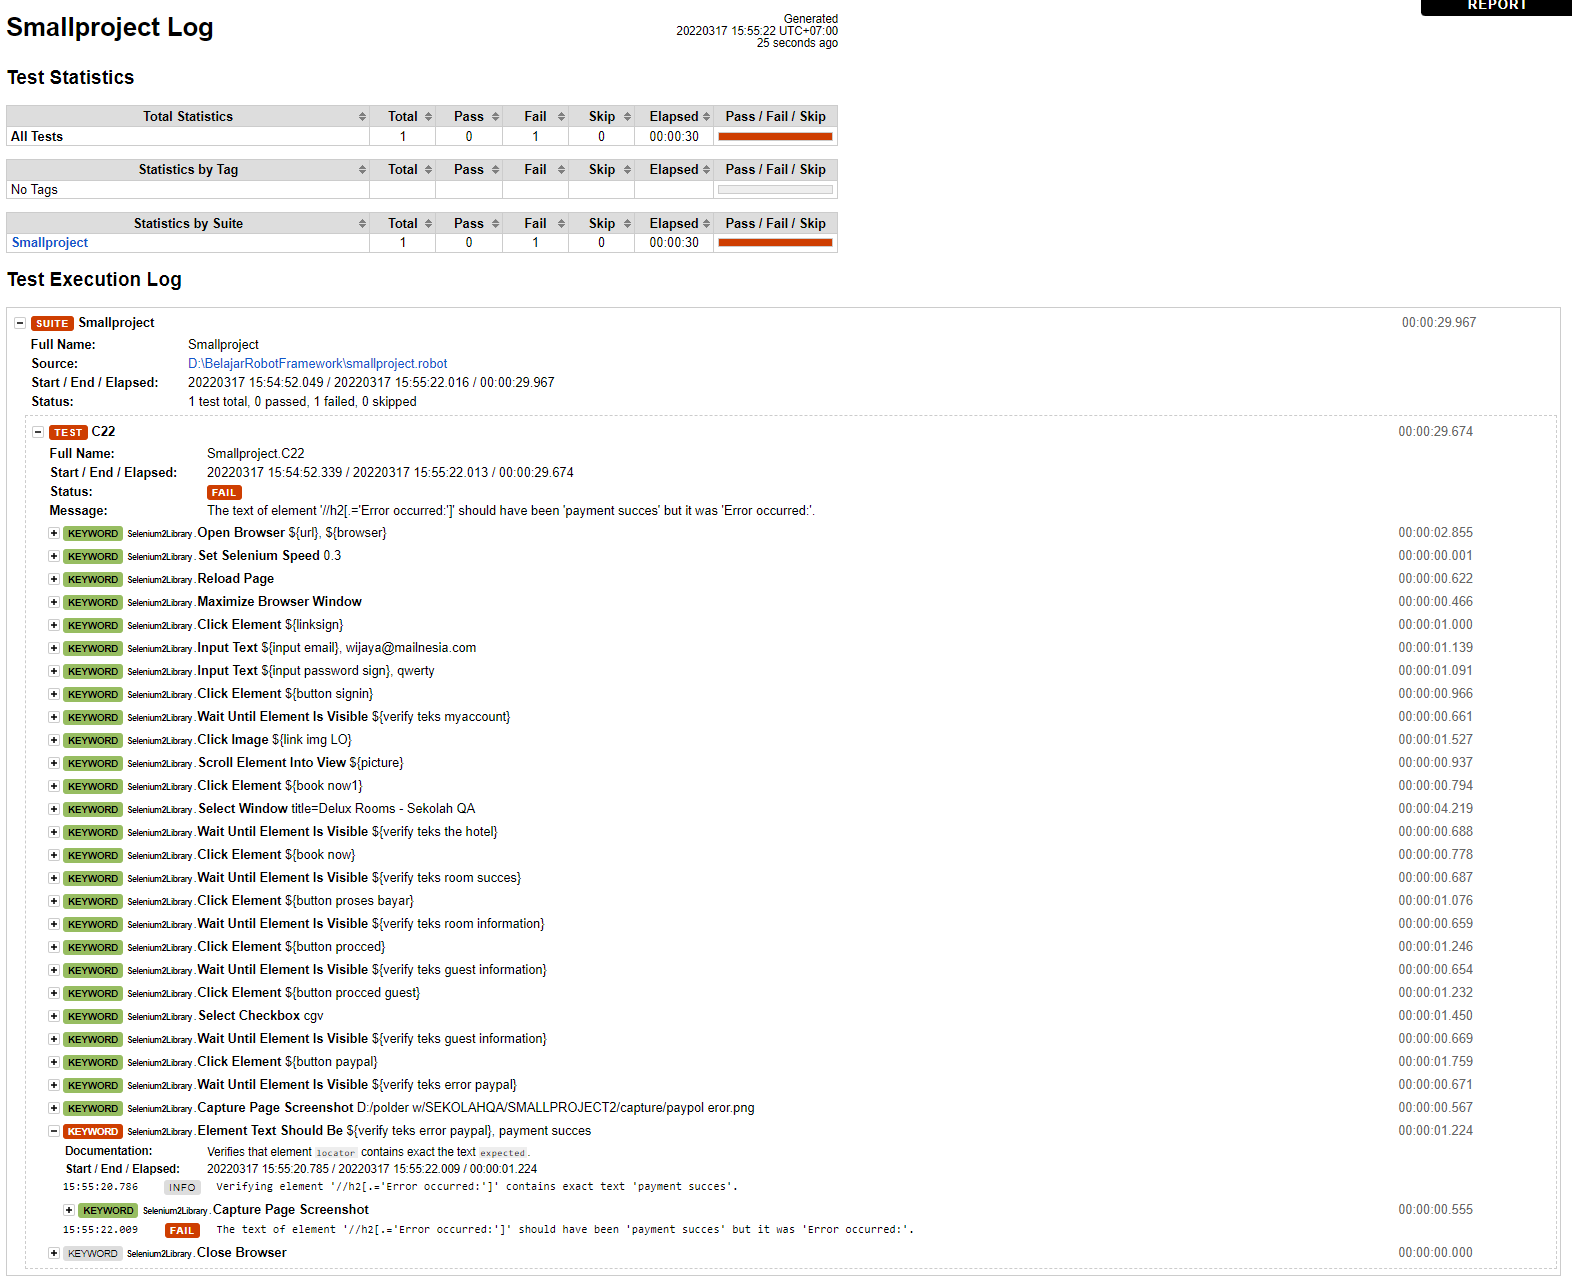 REPORT
Smallproject Log
Generated
20220317 15:55:22 UTC+07:00
25 seconds ago
Test Statistics
Total Statistics Total Pass Fail Skip Elapsed Pass / Fail / Skip
All Tests 1 0 1 0 00:00:30
Statistics by Tag Total Pass Fail Skip Elapsed Pass / Fail / Skip
No Tags
Statistics by Suite Total Pass Fail Skip Elapsed Pass / Fail / Skip
Smallproject 1 0 1 0 00:00:30
Test Execution Log
SUITE Smallproject 00:00:29.967
Full Name: Smallproject
Source: D:\BelajarRobotFramework\smallproject.robot
Start / End / Elapsed: 20220317 15:54:52.049 / 20220317 15:55:22.016 / 00:00:29.967
Status: 1 test total, 0 passed, 1 failed, 0 skipped
TEST C22 00:00:29.674
Full Name: Smallproject.C22
Start / End / Elapsed: 20220317 15:54:52.339 / 20220317 15:55:22.013 / 00:00:29.674
Status: FAIL
Message: The text of element '//h2[.='Error occurred:']' should have been 'payment succes' but it was 'Error occurred:'.
KEYWORD Selenium2Library.Open Browser ${url}, ${browser} 00:00:02.855
KEYWORD Selenium2Library.Set Selenium Speed 0.3 00:00:00.001
KEYWORD Selenium2Library.Reload Page 00:00:00.622
KEYWORD Selenium2Library.Maximize Browser Window 00:00:00.466
KEYWORD Selenium2Library.Click Element ${linksign} 00:00:01.000
KEYWORD Selenium2Library.Input Text ${input email}, wijaya@mailnesia.com 00:00:01.139
KEYWORD Selenium2Library.Input Text ${input password sign}, qwerty 00:00:01.091
KEYWORD Selenium2Library.Click Element ${button signin} 00:00:00.966
KEYWORD Selenium2Library.Wait Until Element Is Visible ${verify teks myaccount} 00:00:00.661
KEYWORD Selenium2Library.Click Image ${link img LO} 00:00:01.527
KEYWORD Selenium2Library.Scroll Element Into View ${picture} 00:00:00.937
KEYWORD Selenium2Library.Click Element ${book now1} 00:00:00.794
KEYWORD Selenium2Library.Select Window title=Delux Rooms - Sekolah QA 00:00:04.219
KEYWORD Selenium2Library.Wait Until Element Is Visible ${verify teks the hotel} 00:00:00.688
KEYWORD Selenium2Library.Click Element ${book now} 00:00:00.778
KEYWORD Selenium2Library.Wait Until Element Is Visible ${verify teks room succes} 00:00:00.687
KEYWORD Selenium2Library.Click Element ${button proses bayar} 00:00:01.076
KEYWORD Selenium2Library.Wait Until Element Is Visible ${verify teks room information} 00:00:00.659
KEYWORD Selenium2Library.Click Element ${button procced} 00:00:01.246
KEYWORD Selenium2Library.Wait Until Element Is Visible ${verify teks guest information} 00:00:00.654
KEYWORD Selenium2Library.Click Element ${button procced guest} 00:00:01.232
KEYWORD Selenium2Library.Select Checkbox cgv 00:00:01.450
KEYWORD Selenium2Library.Wait Until Element Is Visible ${verify teks guest information} 00:00:00.669
KEYWORD Selenium2Library.Click Element ${button paypal} 00:00:01.759
KEYWORD Selenium2Library.Wait Until Element Is Visible ${verify teks error paypal} 00:00:00.671
KEYWORD Selenium2Library.Capture Page Screenshot D:/polder w/SEKOLAHQA/SMALLPROJECT2/capture/paypol eror.png 00:00:00.567
KEYWORD Selenium2Library.Element Text Should Be ${verify teks error paypal}, payment succes 00:00:01.224
Documentation: Verifies that element locator contains exact the text expected.
Start / End / Elapsed: 20220317 15:55:20.785 / 20220317 15:55:22.009 / 00:00:01.224
15:55:20.786 INFO Verifying element '//h2[.='Error occurred:']' contains exact text 'payment succes'.
KEYWORD Selenium2Library.Capture Page Screenshot 00:00:00.555
15:55:22.009 FAIL The text of element '//h2[.='Error occurred:']' should have been 'payment succes' but it was 'Error occurred:'.
KEYWORD Selenium2Library.Close Browser 00:00:00.000